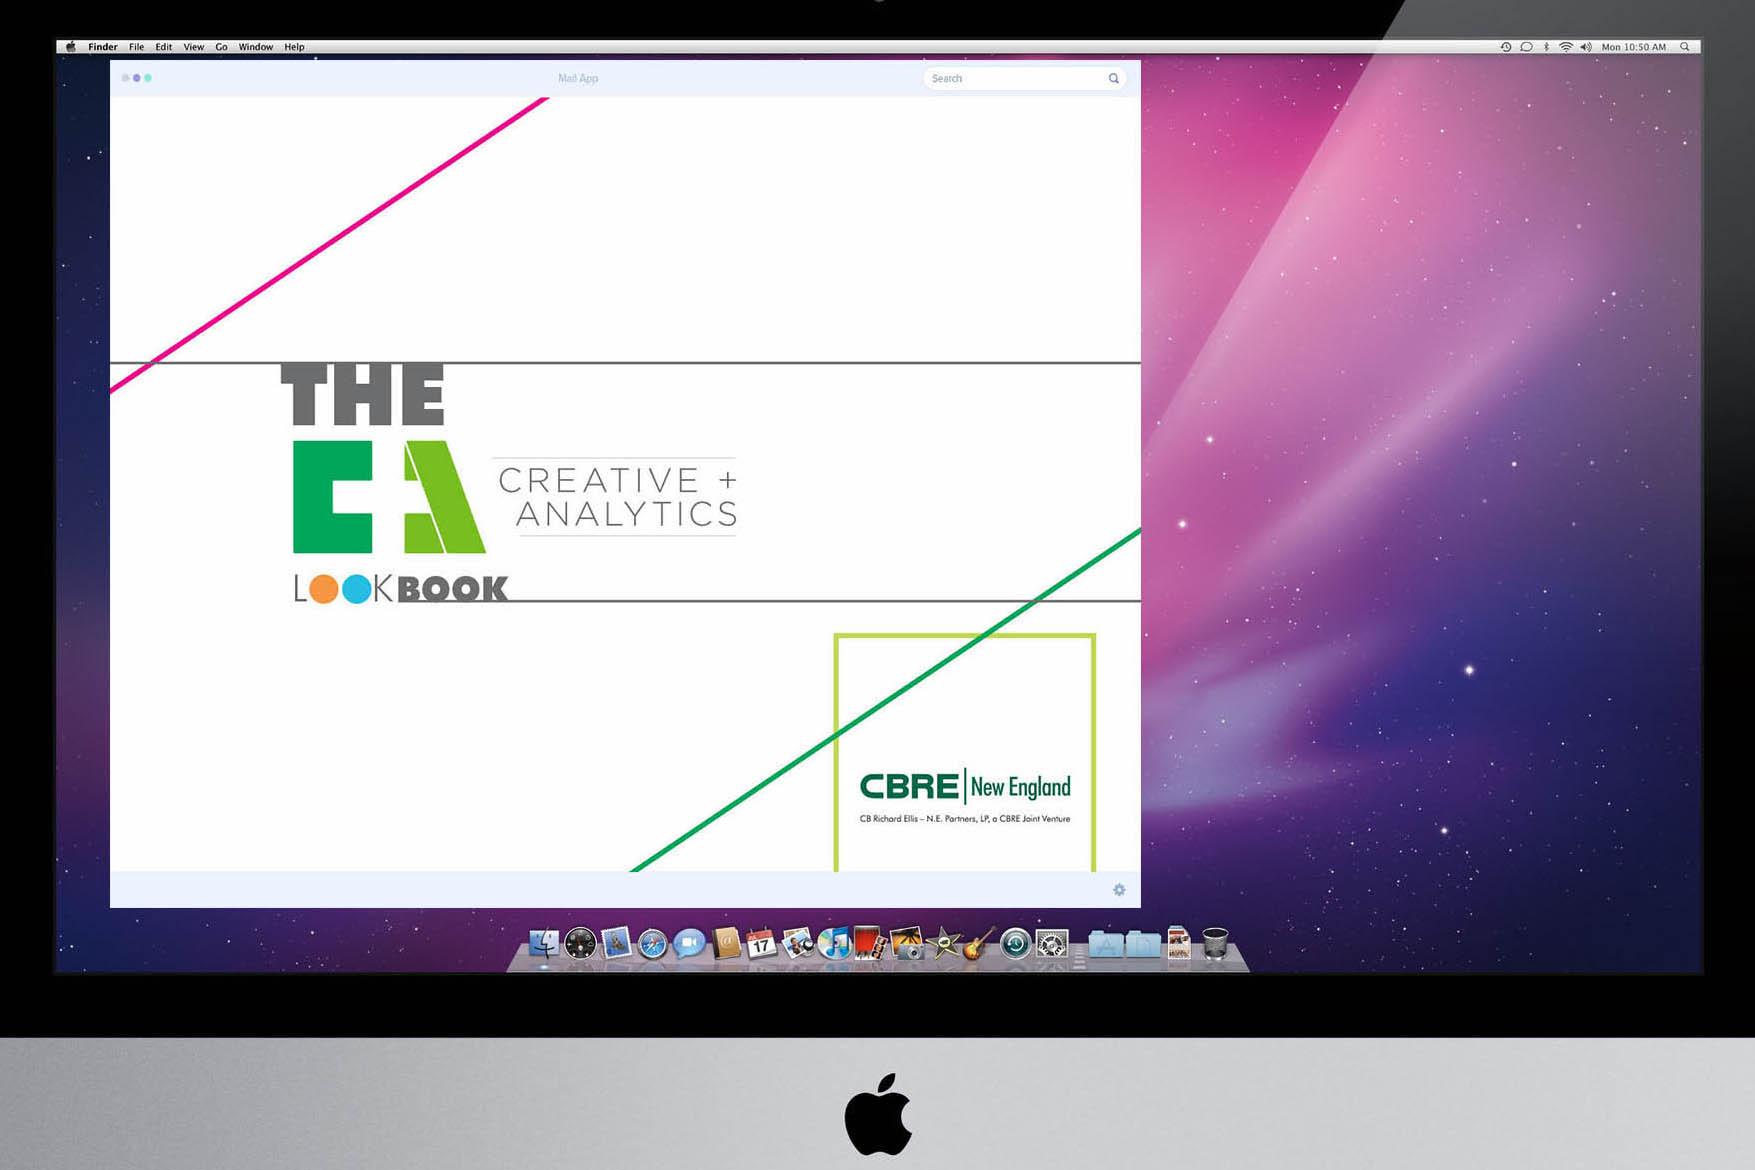 Finder File Edit View Go Window Help
Mon 10:50 AM
Mail App
Search
THE
CA
CREATIVE +
ANALYTICS
LOOKBOOK
CBRE New England
CB Richard Ellis – N.E. Partners, LP, a CBRE Joint Venture
17